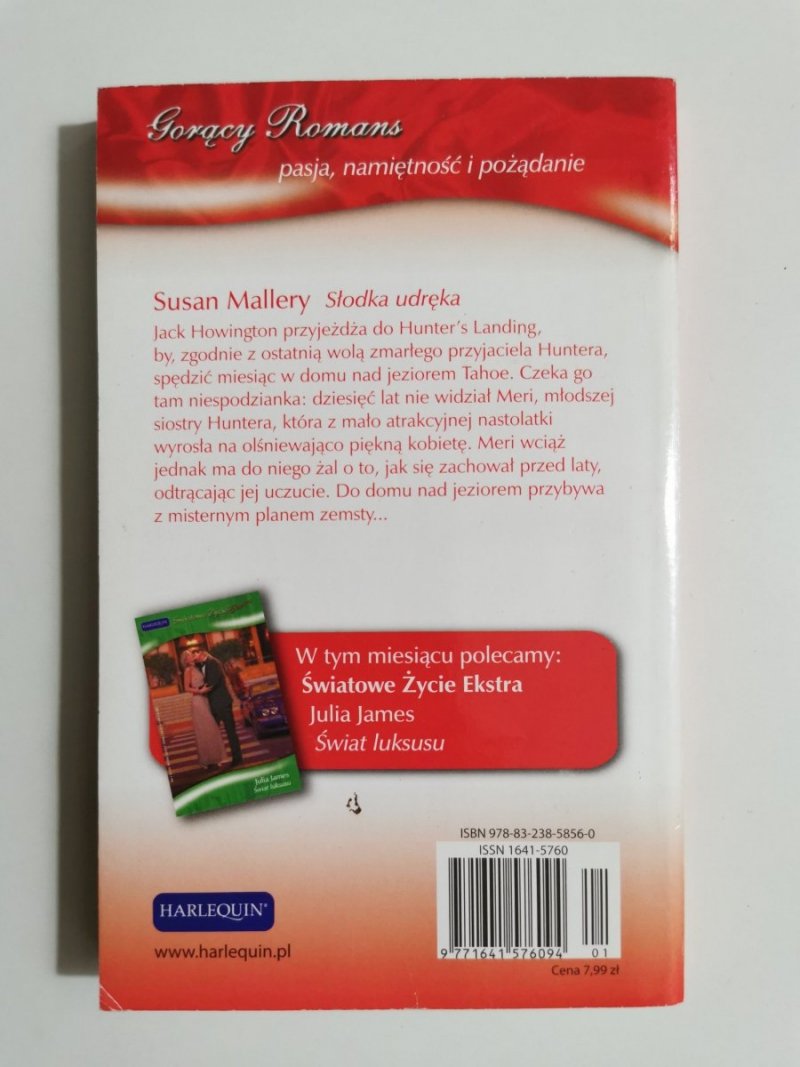 Gorący Romans
pasja, namiętność i pożądanie
Susan Mallery Słodka udręka
Jack Howington przyjeżdża do Hunter's Landing,
by, zgodnie z ostatnią wolą zmarłego przyjaciela Huntera,
spędzić miesiąc w domu nad jeziorem Tahoe. Czeka go
tam niespodzianka: dziesięć lat nie widział Meri, młodszej
siostry Huntera, która z mało atrakcyjnej nastolatki
wyrosła na olśniewająco piękną kobietę. Meri wciąż
jednak ma do niego żal o to, jak się zachował przed laty,
odtrącając jej uczucie. Do domu nad jeziorem przybywa
z misternym planem zemsty...
HARLEQUIN
Julia James
Świat luksusu
W tym miesiącu polecamy:
Światowe Życie Ekstra
Julia James
Świat luksusu
ISBN 978-83-238-5856-0
ISSN 1641-5760
9 771641 576094
01
Cena 7,99 zł
HARLEQUIN®
www.harlequin.pl